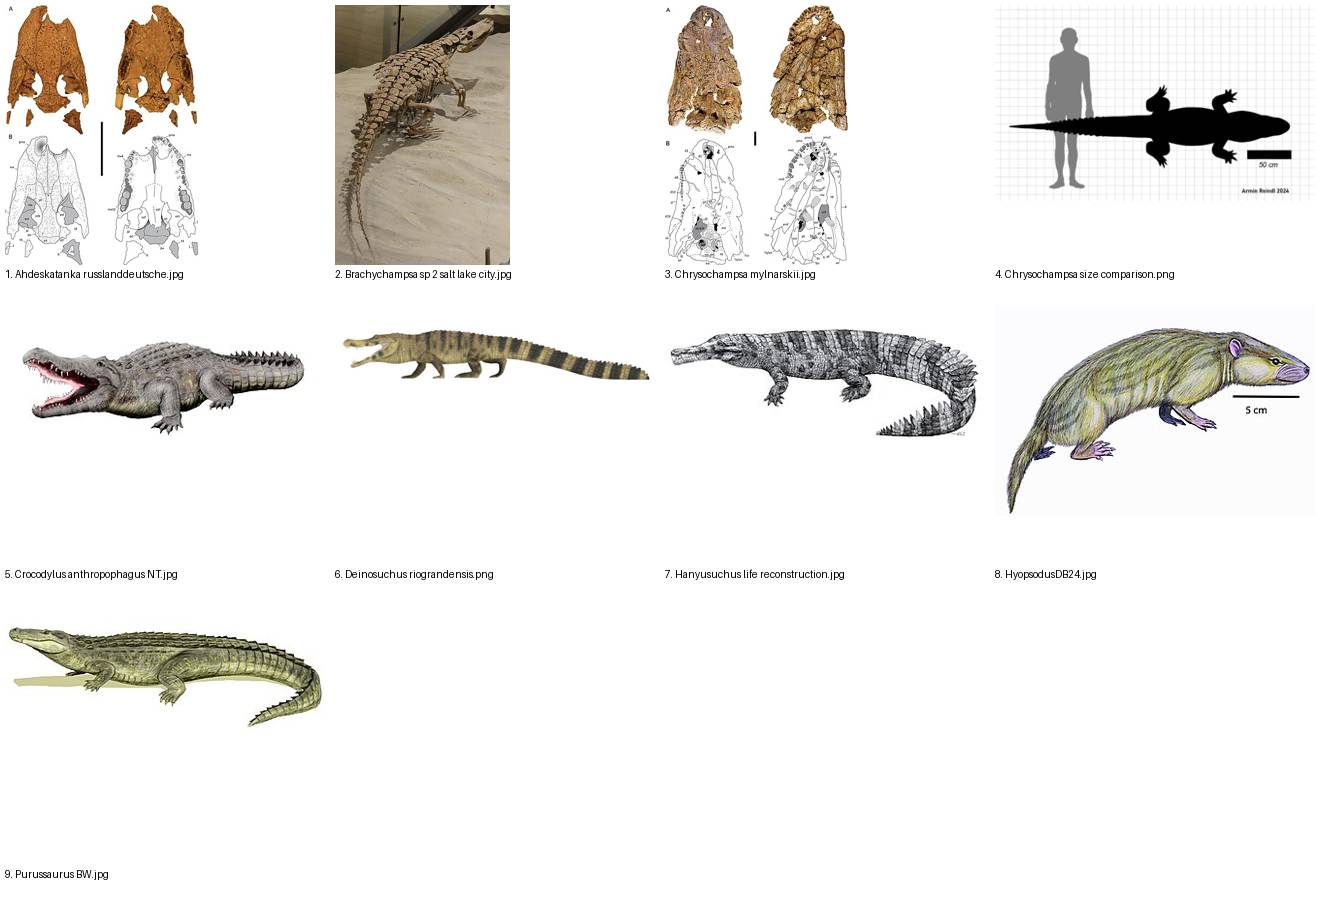 A
A
B
B
50 cm
Armin Reindl 2024
1. Ahdeskatanka russlanddeutsche.jpg
2. Brachychampsa sp 2 salt lake city.jpg
3. Chrysochampsa mylnarskii.jpg
4. Chrysochampsa size comparison.png
5 cm
5. Crocodylus anthropophagus NT.jpg
6. Deinosuchus riograndensis.png
7. Hanyusuchus life reconstruction.jpg
8. HyopsodusDB24.jpg
9. Purussaurus BW.jpg